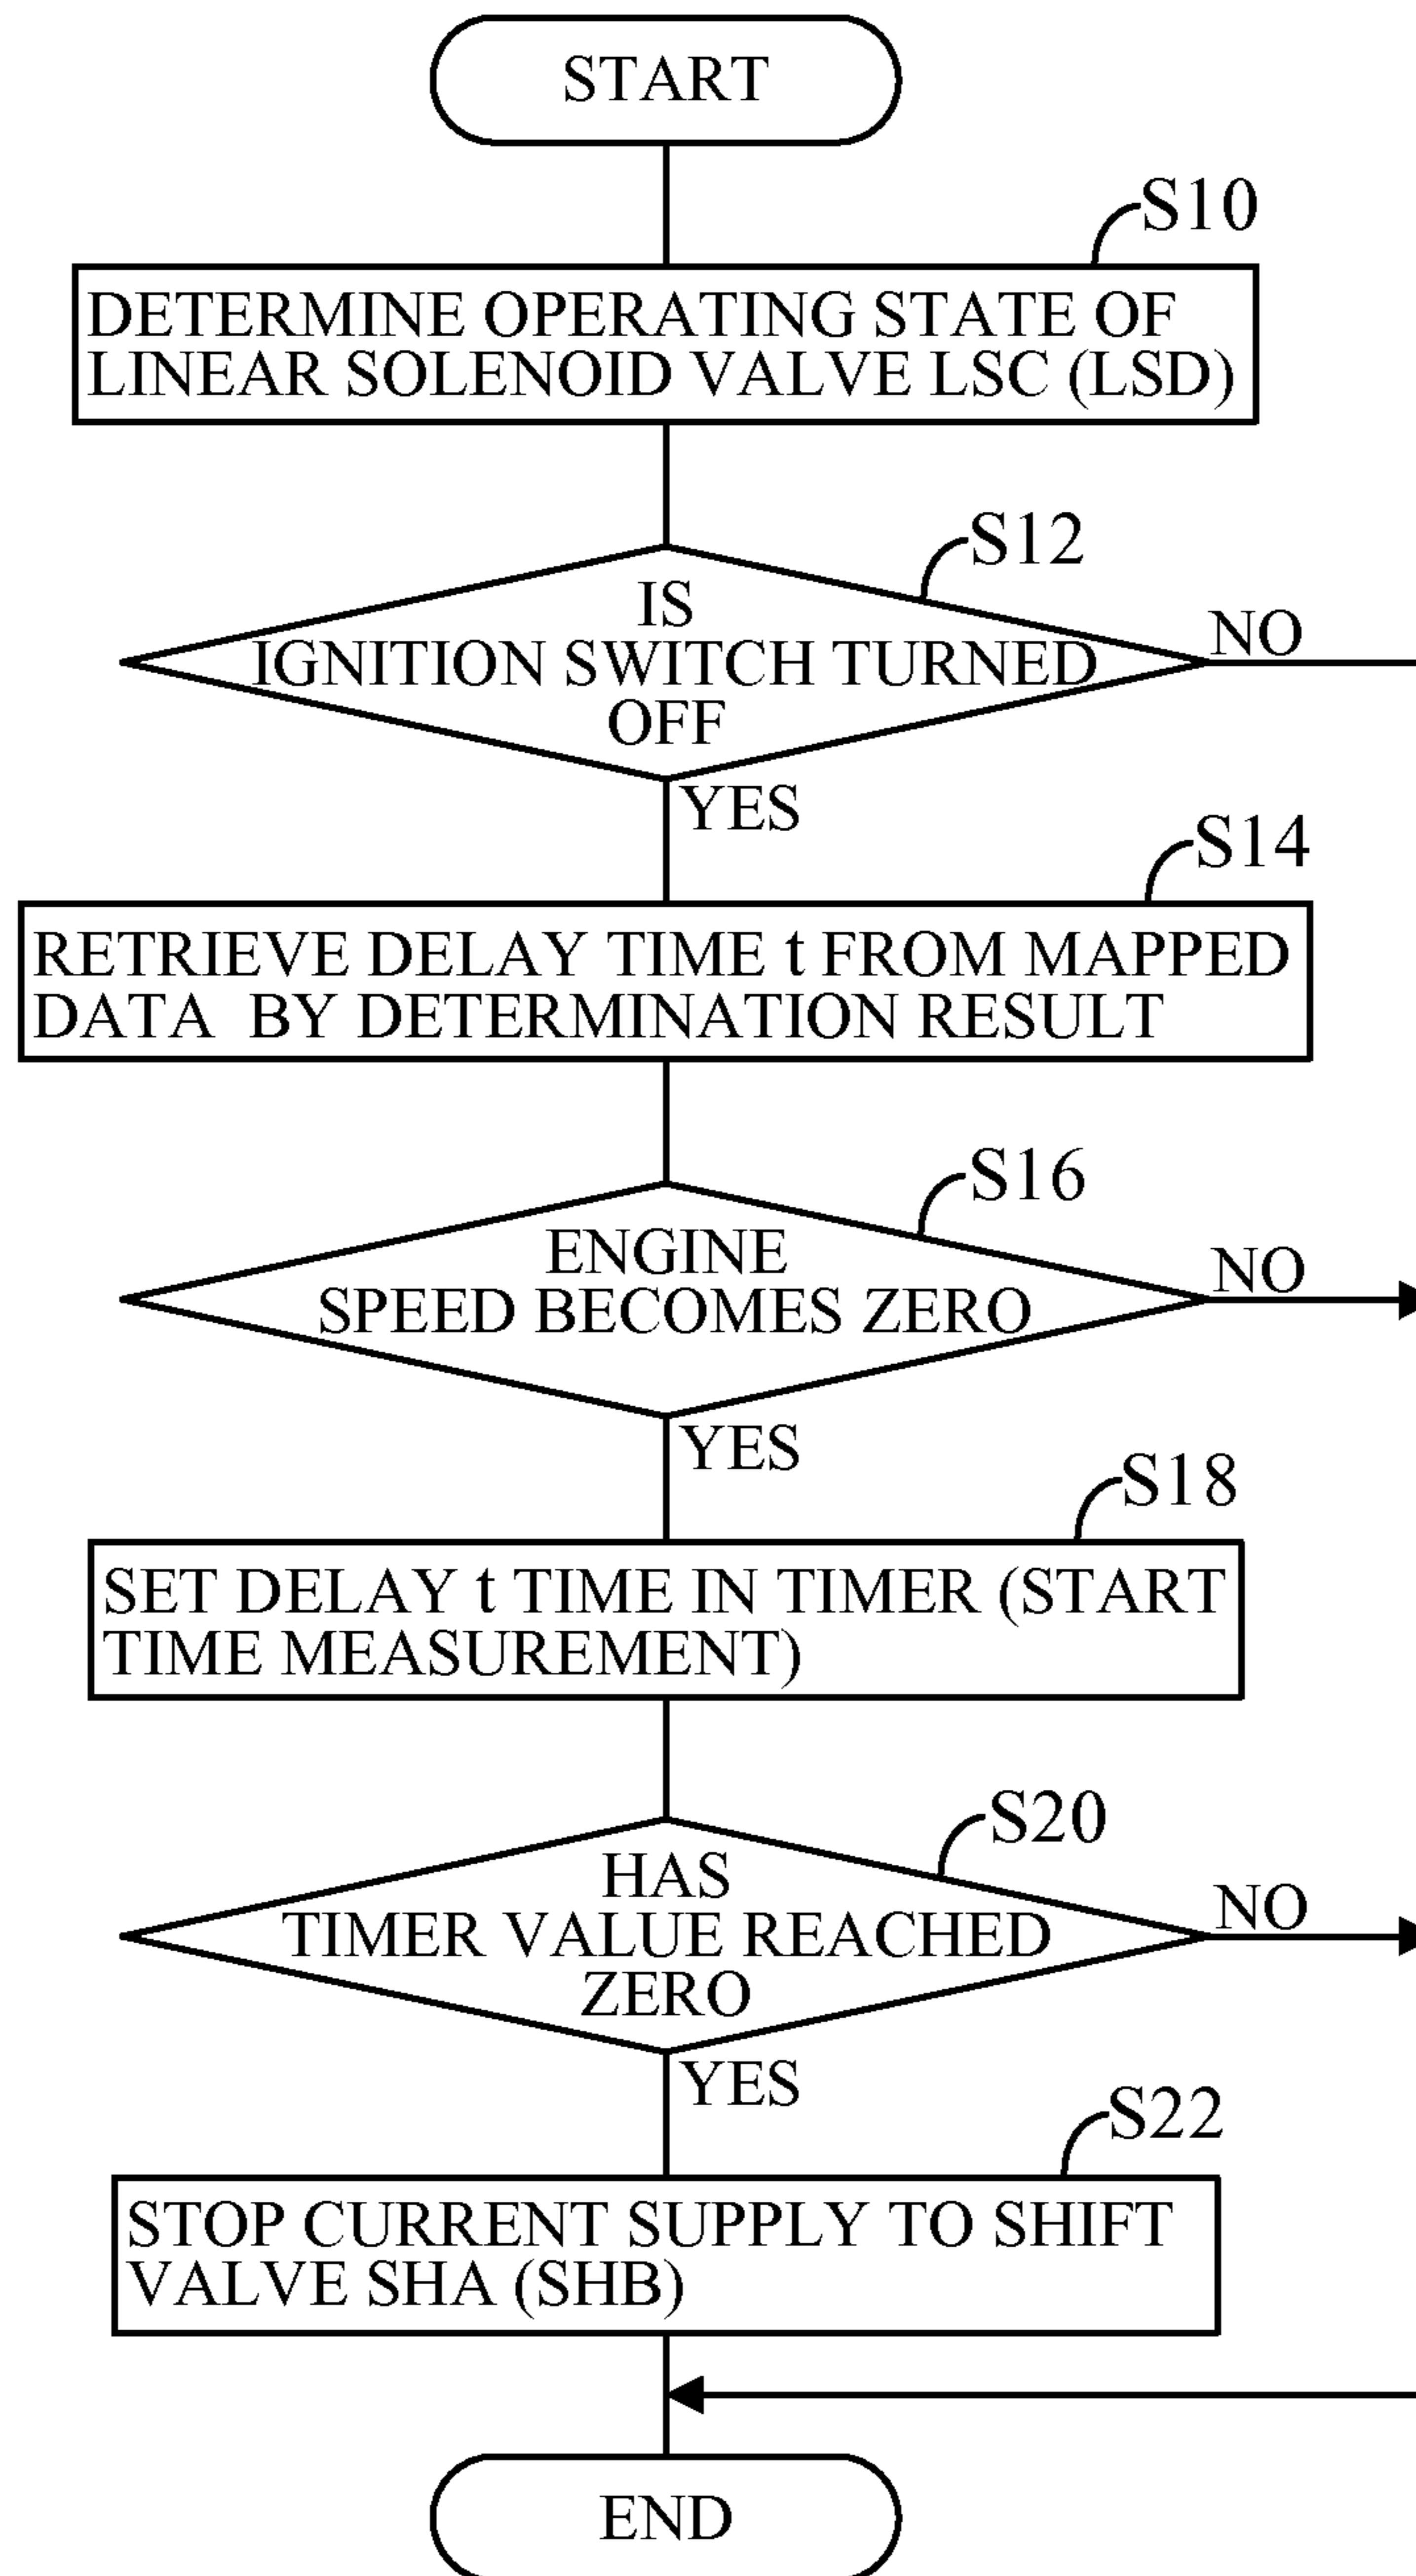 START
S10
DETERMINE OPERATING STATE OF
LINEAR SOLENOID VALVE LSC (LSD)
S12
IS
IGNITION SWITCH TURNED
OFF
NO
YES
S14
RETRIEVE DELAY TIME t FROM MAPPED
DATA BY DETERMINATION RESULT
S16
ENGINE
SPEED BECOMES ZERO
NO
YES
S18
SET DELAY t TIME IN TIMER (START
TIME MEASUREMENT)
S20
HAS
TIMER VALUE REACHED
ZERO
NO
YES
S22
STOP CURRENT SUPPLY TO SHIFT
VALVE SHA (SHB)
END